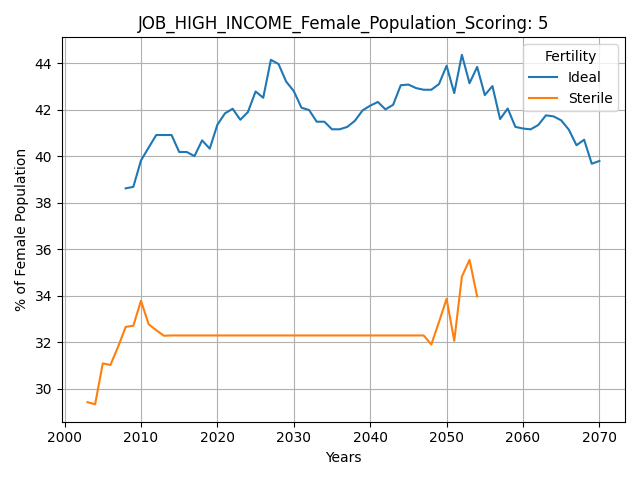 JOB_HIGH_INCOME_Female_Population_Scoring: 5
Fertility
Ideal
Sterile
% of Female Population
44
42
40
38
36
34
32
30
2000 2010 2020 2030 2040 2050 2060 2070
Years